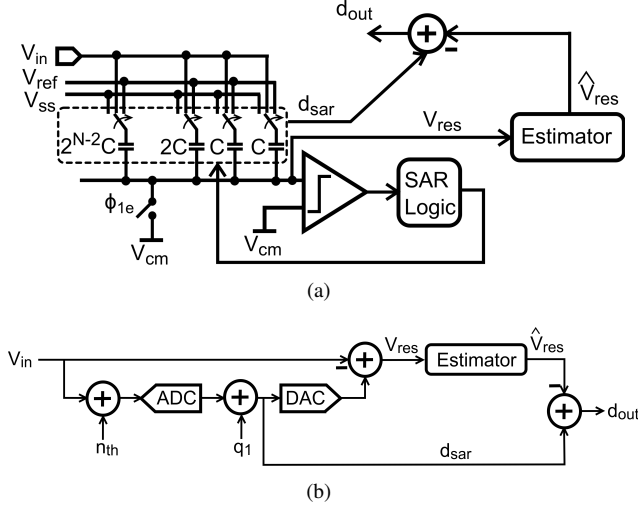 d_out
V_in
V_ref
V_ss
d_sar
V̂_res
V_res
Estimator
2^{N-2}C 2C C C
SAR
Logic
ϕ_1e
V_cm
V_cm
(a)
V_in
V_res
Estimator
V̂_res
ADC
DAC
d_out
n_th
q_1
d_sar
(b)